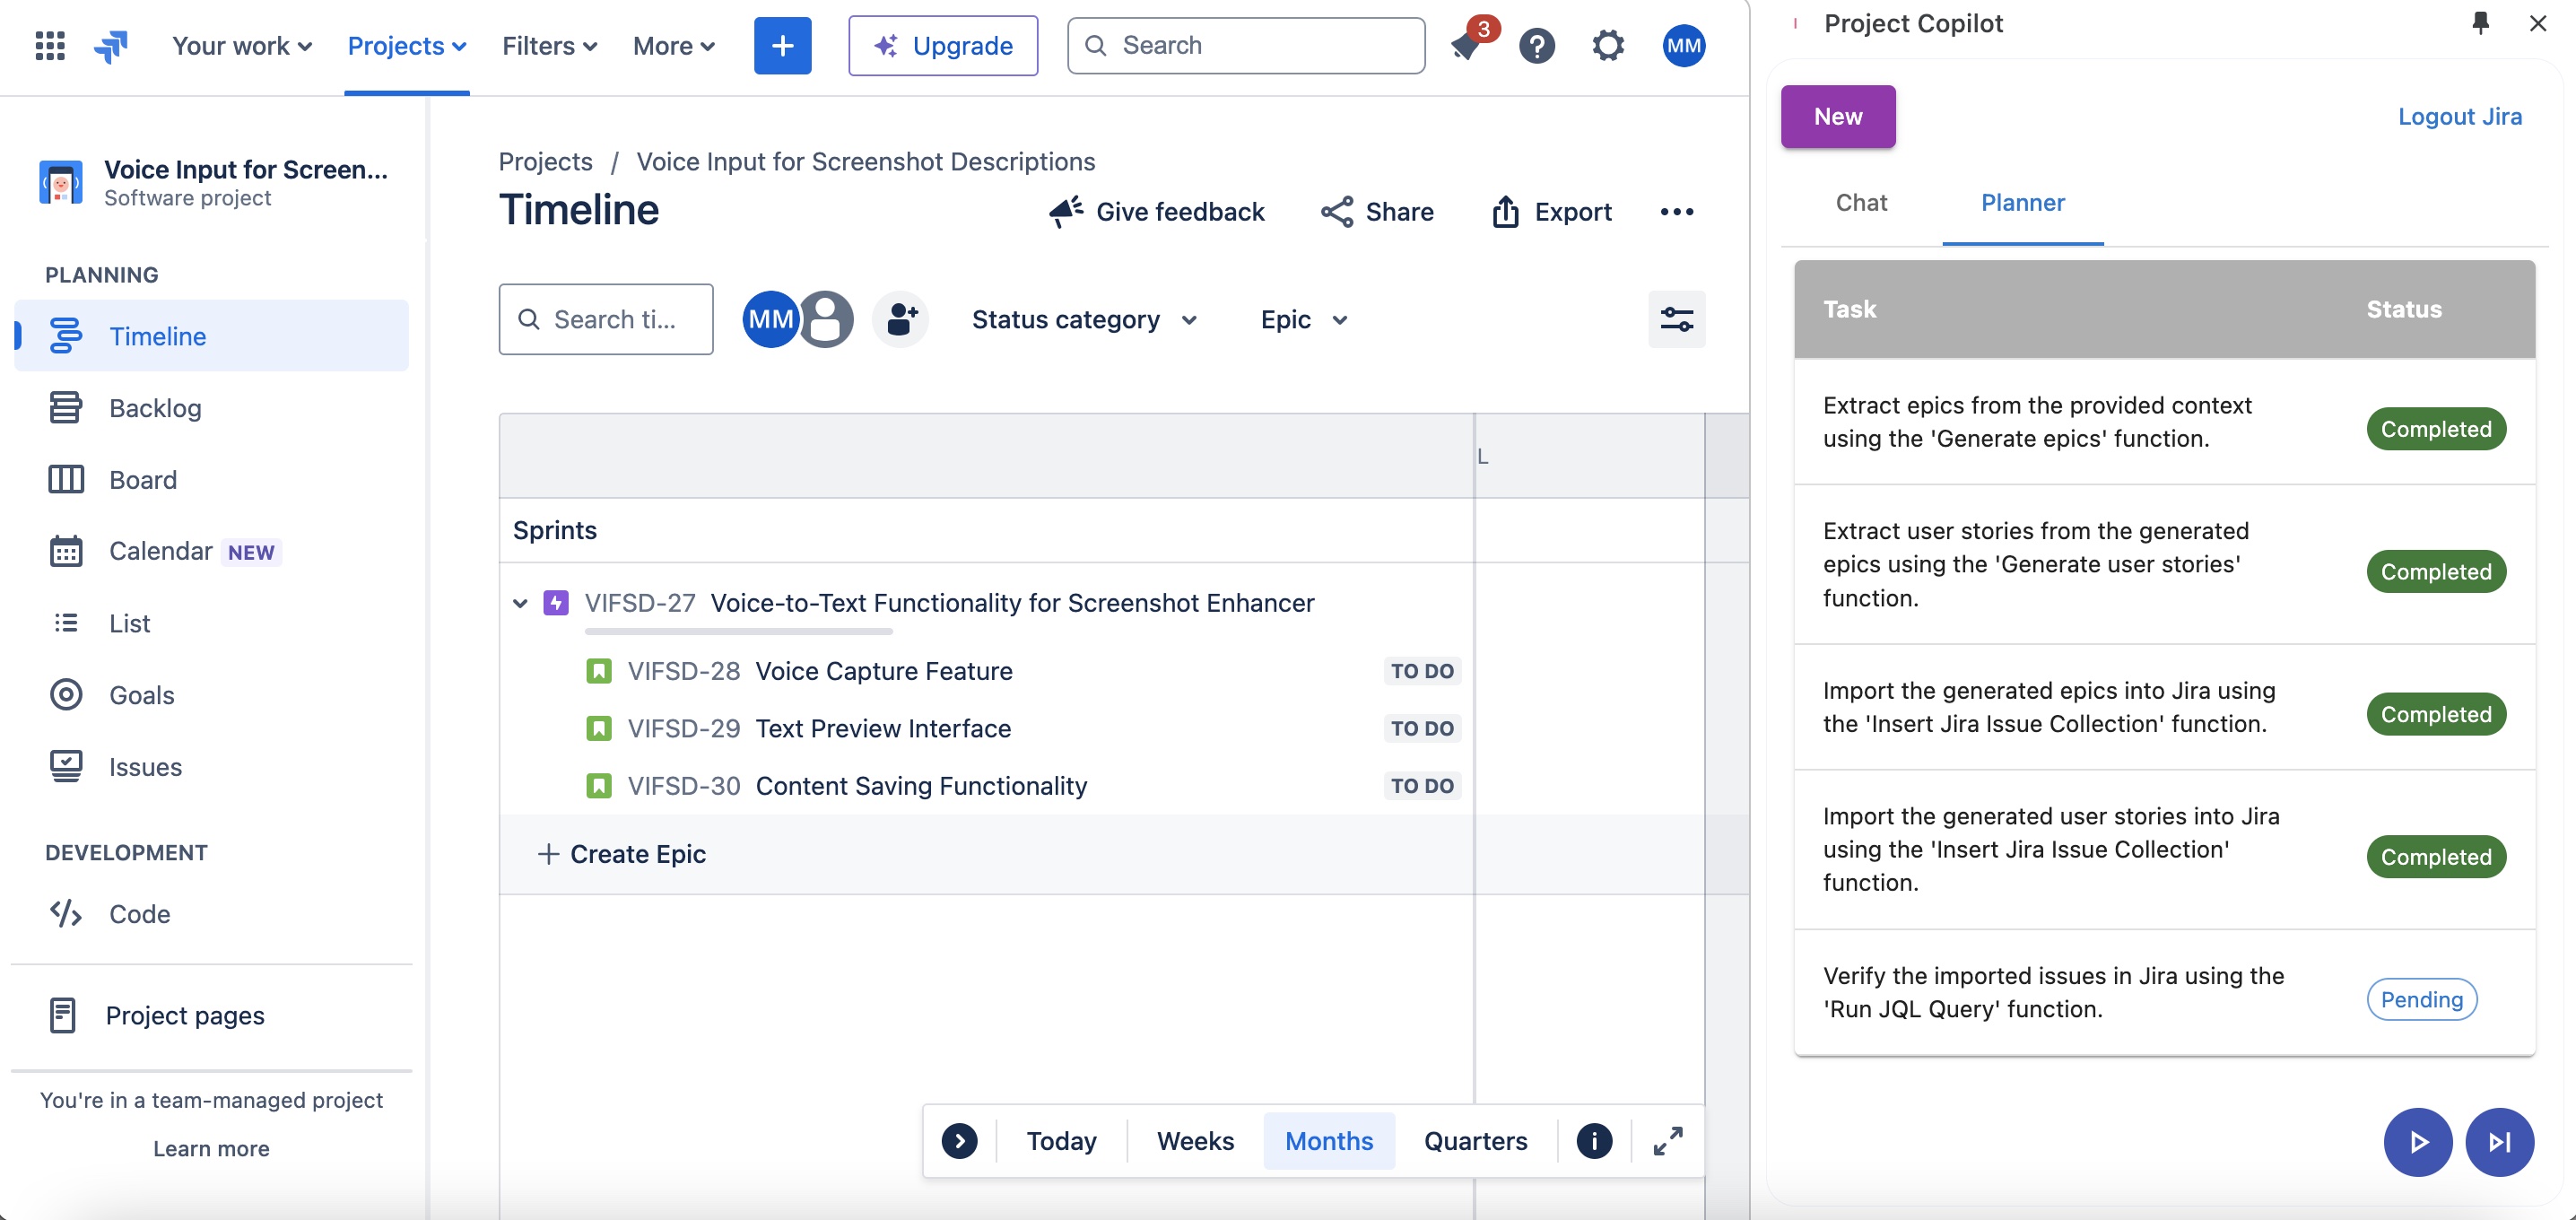 Your work
Projects
Filters
More
Upgrade
Search
3
MM
Voice Input for Screen...
Software project
PLANNING
Timeline
Backlog
Board
Calendar NEW
List
Goals
Issues
DEVELOPMENT
Code
Project pages
You're in a team-managed project
Learn more
Projects / Voice Input for Screenshot Descriptions
Timeline
Give feedback
Share
Export
Search ti...
MM
Status category
Epic
L
Sprints
VIFSD-27 Voice-to-Text Functionality for Screenshot Enhancer
VIFSD-28 Voice Capture Feature TO DO
VIFSD-29 Text Preview Interface TO DO
VIFSD-30 Content Saving Functionality TO DO
Create Epic
Today
Weeks
Months
Quarters
Project Copilot
New
Logout Jira
Chat
Planner
Task Status
Extract epics from the provided context
using the 'Generate epics' function.
Completed
Extract user stories from the generated
epics using the 'Generate user stories'
function.
Completed
Import the generated epics into Jira using
the 'Insert Jira Issue Collection' function.
Completed
Import the generated user stories into Jira
using the 'Insert Jira Issue Collection'
function.
Completed
Verify the imported issues in Jira using the
'Run JQL Query' function.
Pending